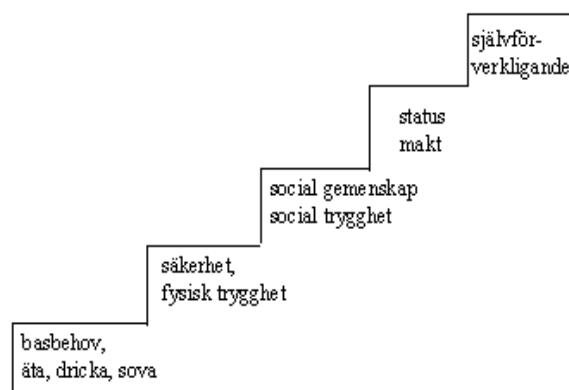 självför-
verkligande
status
makt
social gemenskap
social trygghet
säkerhet,
fysisk trygghet
basbehov,
äta, dricka, sova